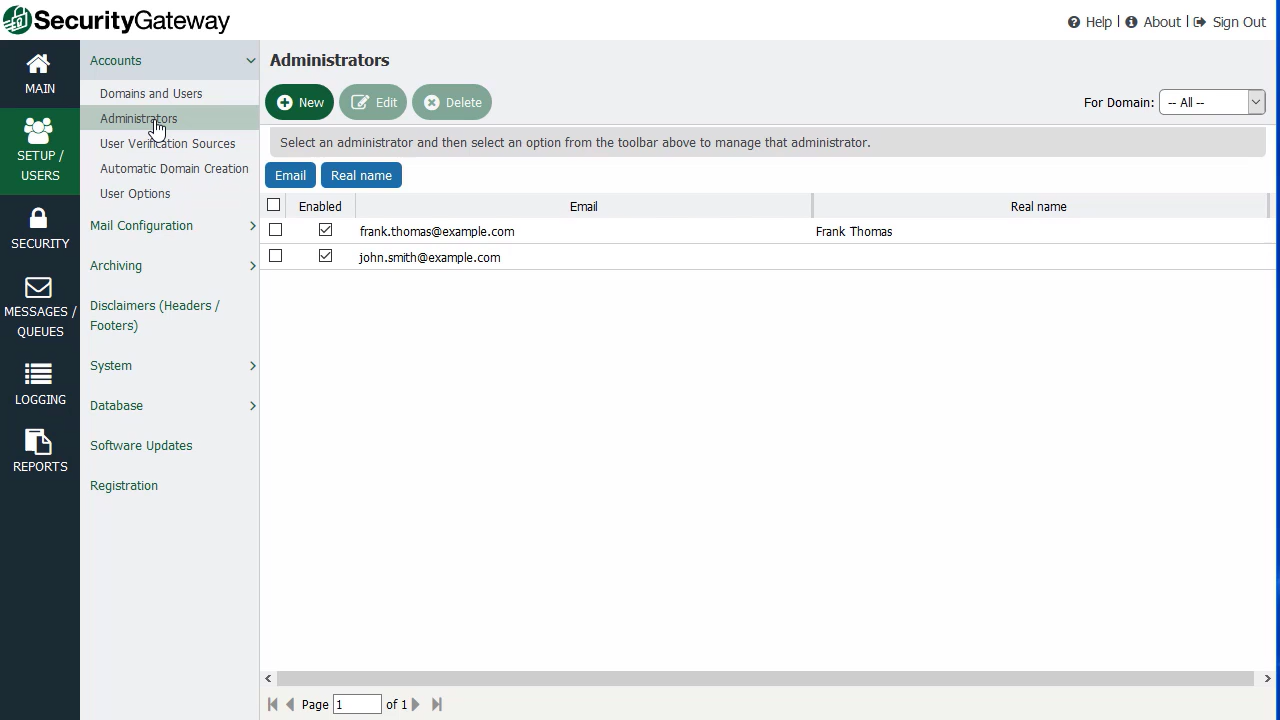 SecurityGateway
Help | About | Sign Out
MAIN
SETUP /
USERS
SECURITY
MESSAGES /
QUEUES
LOGGING
REPORTS
Accounts
Domains and Users
Administrators
User Verification Sources
Automatic Domain Creation
User Options
Mail Configuration
Archiving
Disclaimers (Headers /
Footers)
System
Database
Software Updates
Registration
Administrators
New Edit Delete For Domain: -- All --
Select an administrator and then select an option from the toolbar above to manage that administrator.
Email Real name
Enabled Email Real name
frank.thomas@example.com Frank Thomas
john.smith@example.com
Page 1 of 1